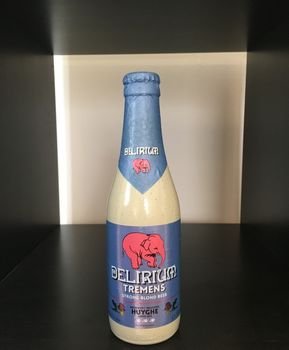 DELIRIUM
DELIRIUM
TREMENS
STRONG BLOND BEER
HUYGHE